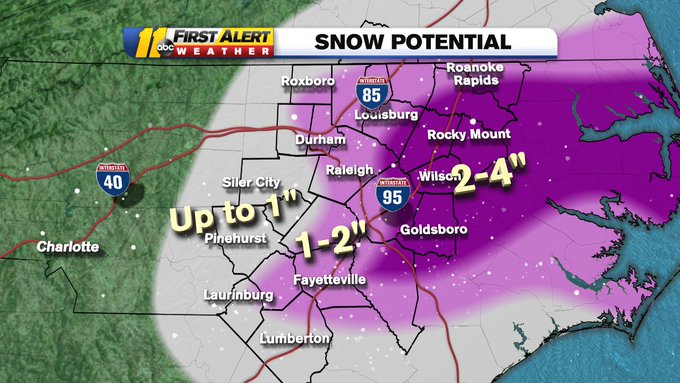 11 abc FIRST ALERT
WEATHER
SNOW POTENTIAL
Roxboro
Roanoke
Rapids
INTERSTATE
85
Louisburg
Durham
Rocky Mount
Raleigh
Wilson
2-4"
INTERSTATE
40
Siler City
INTERSTATE
95
Up to 1"
Pinehurst
1-2"
Goldsboro
Charlotte
Fayetteville
Laurinburg
Lumberton